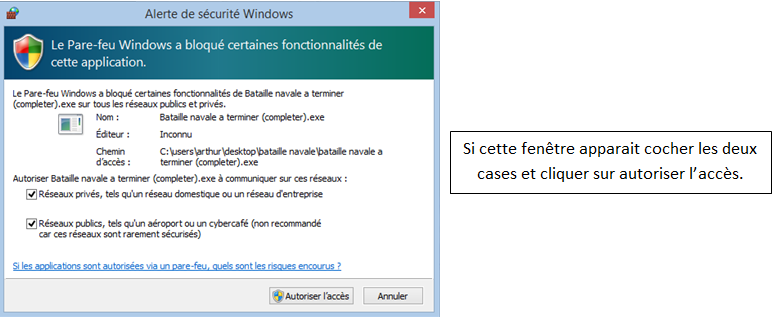 Alerte de sécurité Windows
Le Pare-feu Windows a bloqué certaines fonctionnalités de
cette application.
Le Pare-feu Windows a bloqué certaines fonctionnalités de Bataille navale a terminer
(completer).exe sur tous les réseaux publics et privés.
Nom : Bataille navale a terminer (completer).exe
Éditeur : Inconnu
Chemin C:\users\arthur\desktop\bataille navale\bataille navale a
d'accès : terminer (completer).exe
Autoriser Bataille navale a terminer (completer).exe à communiquer sur ces réseaux :
Réseaux privés, tels qu'un réseau domestique ou un réseau d'entreprise
Réseaux publics, tels qu'un aéroport ou un cybercafé (non recommandé
car ces réseaux sont rarement sécurisés)
Si les applications sont autorisées via un pare-feu, quels sont les risques encourus ?
Autoriser l'accès Annuler
Si cette fenêtre apparait cocher les deux
cases et cliquer sur autoriser l'accès.